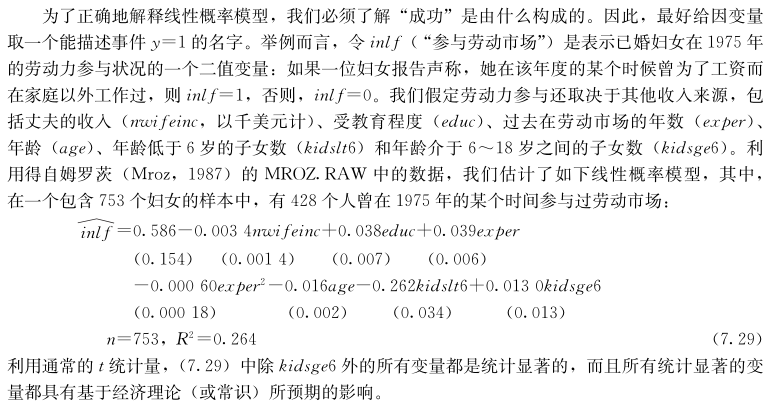 为了正确地解释线性概率模型，我们必须了解“成功”是由什么构成的。因此，最好给因变量
取一个能描述事件 y=1 的名字。举例而言，令 inlf（“参与劳动市场”）是表示已婚妇女在 1975 年
的劳动力参与状况的一个二值变量：如果一位妇女报告声称，她在该年度的某个时候曾为了工资而
在家庭以外工作过，则 inlf=1，否则，inlf=0。我们假定劳动力参与还取决于其他收入来源，包
括丈夫的收入（nwifeinc，以千美元计）、受教育程度（educ）、过去在劳动市场的年数（exper）、
年龄（age）、年龄低于 6 岁的子女数（kidslt6）和年龄介于 6～18 岁之间的子女数（kidsge6）。利
用得自姆罗茨（Mroz，1987）的 MROZ.RAW 中的数据，我们估计了如下线性概率模型，其中，
在一个包含 753 个妇女的样本中，有 428 个人曾在 1975 年的某个时间参与过劳动市场：
$\widehat{inlf}$=0.586−0.003 4nwifeinc+0.038educ+0.039exper
(0.154) (0.001 4) (0.007) (0.006)
−0.000 60exper²−0.016age−0.262kidslt6+0.013 0kidsge6
(0.000 18) (0.002) (0.034) (0.013)
n=753，R²=0.264 (7.29)
利用通常的 t 统计量，(7.29) 中除 kidsge6 外的所有变量都是统计显著的，而且所有统计显著的变
量都具有基于经济理论（或常识）所预期的影响。